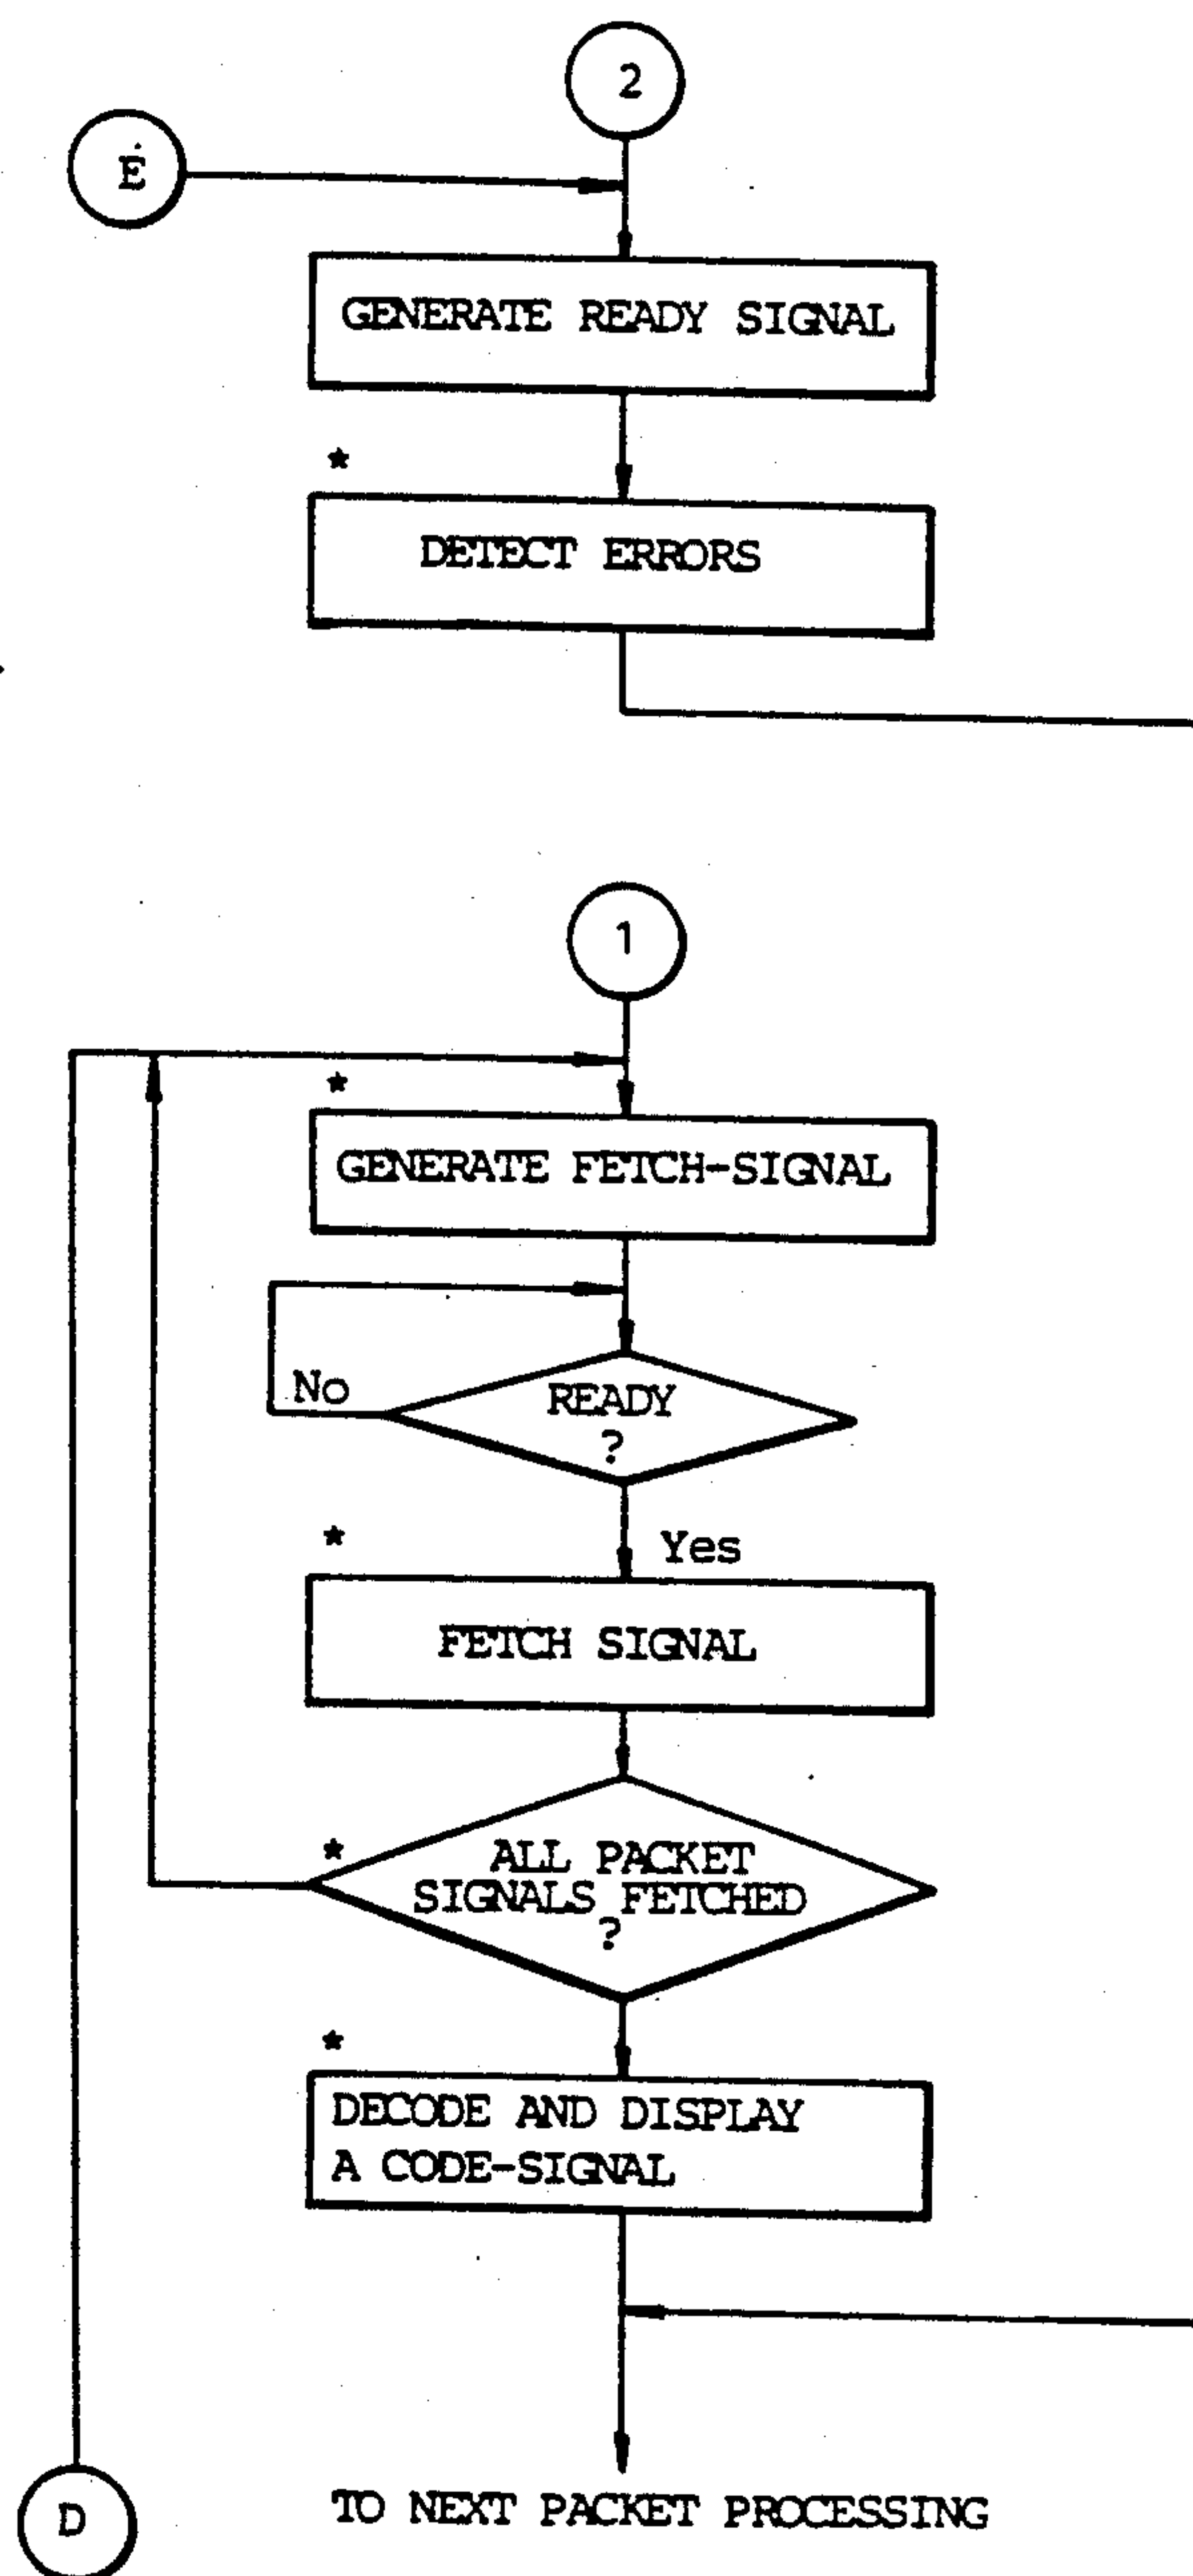 2
E
GENERATE READY SIGNAL
*
DETECT ERRORS
1
*
GENERATE FETCH-SIGNAL
No
READY
?
*
Yes
FETCH SIGNAL
*
ALL PACKET
SIGNALS FETCHED
?
*
DECODE AND DISPLAY
A CODE-SIGNAL
D
TO NEXT PACKET PROCESSING